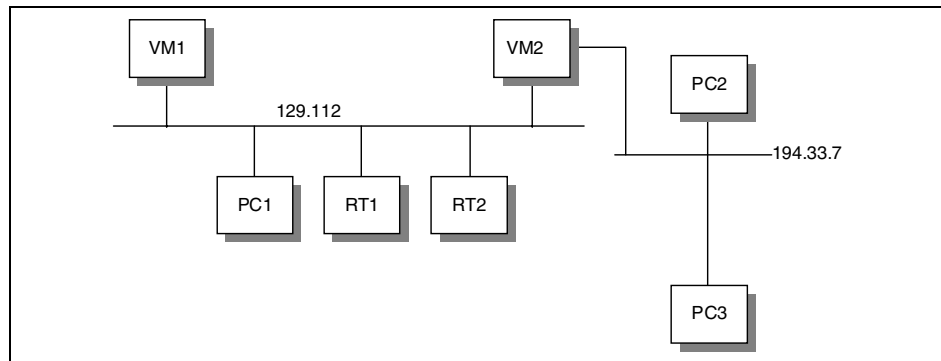 VM1
VM2
PC2
129.112
194.33.7
PC1
RT1
RT2
PC3